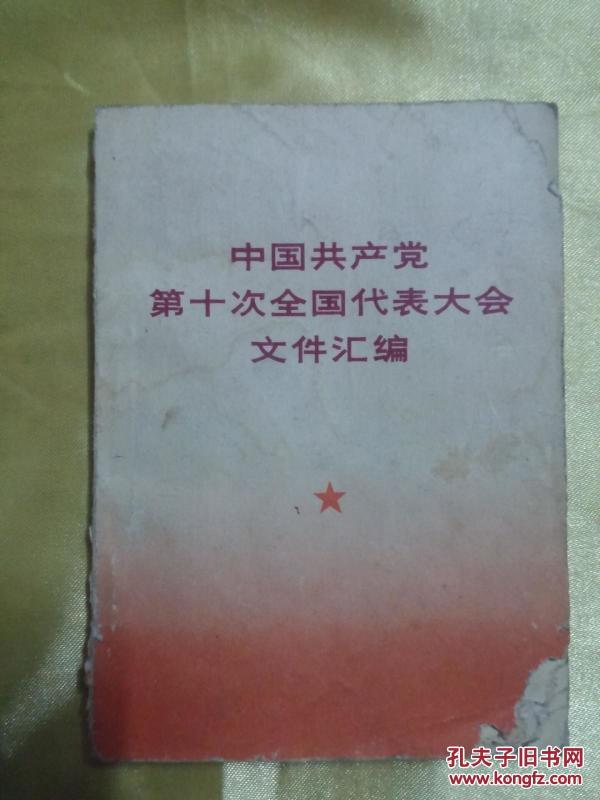 中国共产党
第十次全国代表大会
文件汇编
孔夫子旧书网
www.kongfz.com